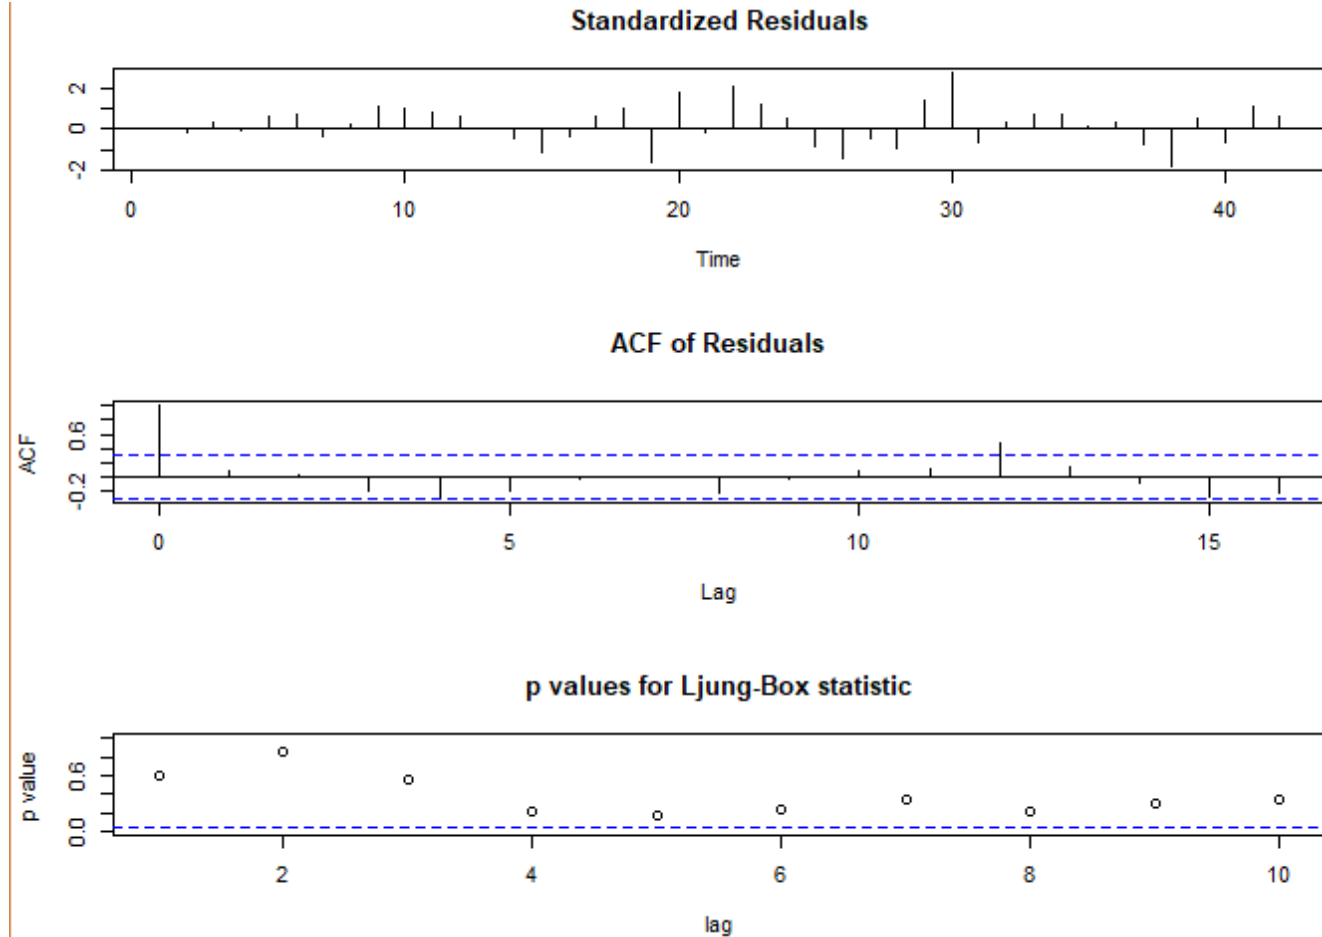 Standardized Residuals
2
0
-2
0 10 20 30 40
Time
ACF of Residuals
ACF
0.6
-0.2
0 5 10 15
Lag
p values for Ljung-Box statistic
p value
0.6
0.0
2 4 6 8 10
lag